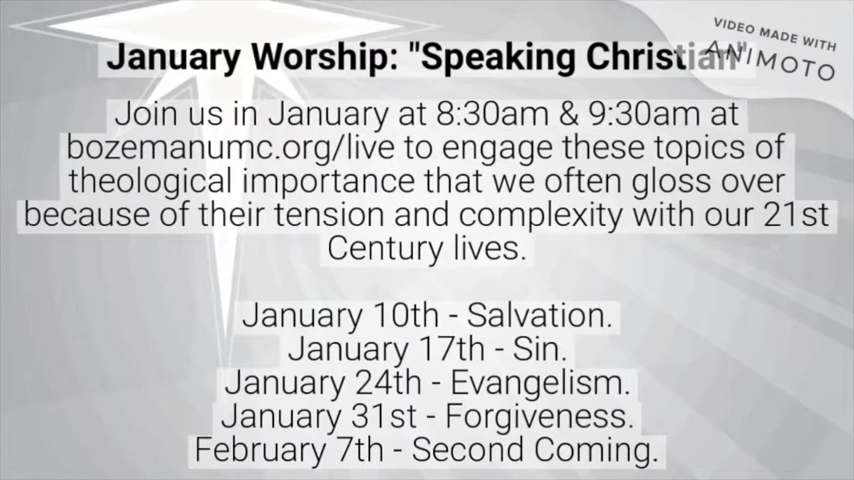 VIDEO MADE WITH
ANIMOTO
January Worship: "Speaking Christian"
Join us in January at 8:30am & 9:30am at
bozemanumc.org/live to engage these topics of
theological importance that we often gloss over
because of their tension and complexity with our 21st
Century lives.
January 10th - Salvation.
January 17th - Sin.
January 24th - Evangelism.
January 31st - Forgiveness.
February 7th - Second Coming.